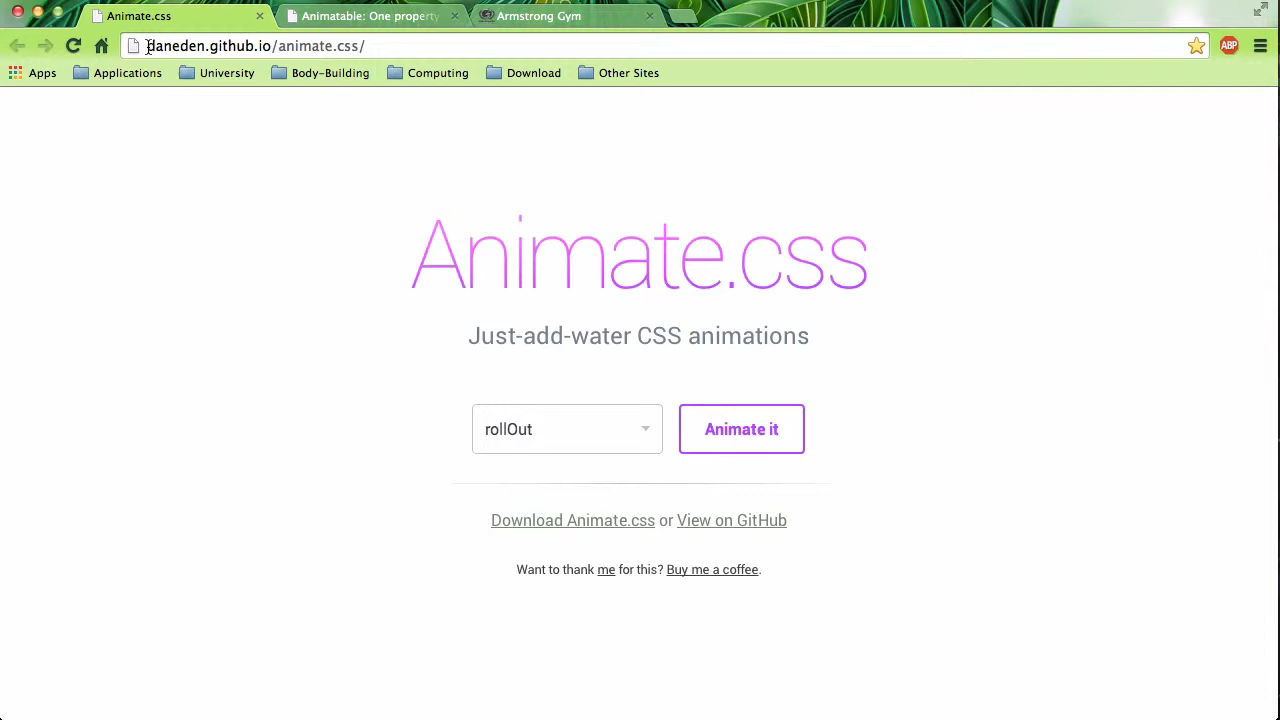 Animate.css
Animatable: One property
Armstrong Gym
daneden.github.io/animate.css/
ABP
Apps
Applications
University
Body-Building
Computing
Download
Other Sites
Animate.css
Just-add-water CSS animations
rollOut
Animate it
Download Animate.css or View on GitHub
Want to thank me for this? Buy me a coffee.